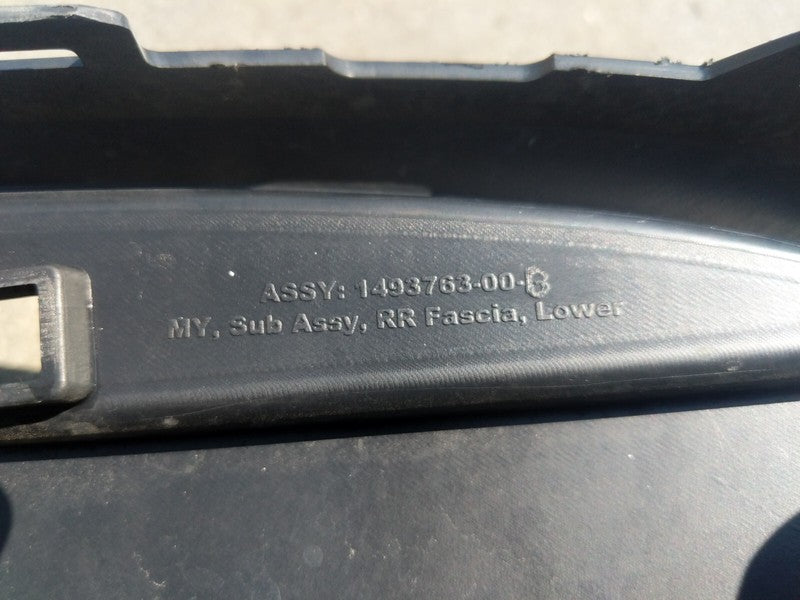 ASSY: 1493763-00-B
MY, Sub Assy, RR Fascia, Lower